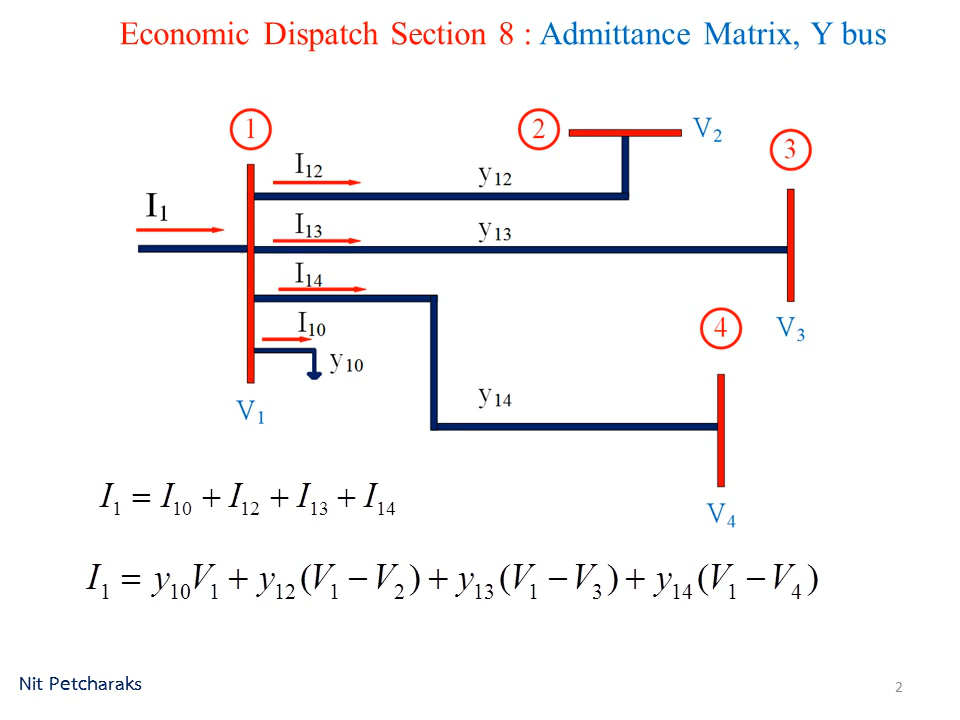 Economic Dispatch Section 8 : Admittance Matrix, Y bus
1
2
V₂
3
I₁₂
y₁₂
I₁
I₁₃
y₁₃
I₁₄
I₁₀
y₁₀
4
V₃
V₁
y₁₄
I₁ = I₁₀ + I₁₂ + I₁₃ + I₁₄
V₄
I₁ = y₁₀V₁ + y₁₂(V₁ − V₂) + y₁₃(V₁ − V₃) + y₁₄(V₁ − V₄)
Nit Petcharaks
2